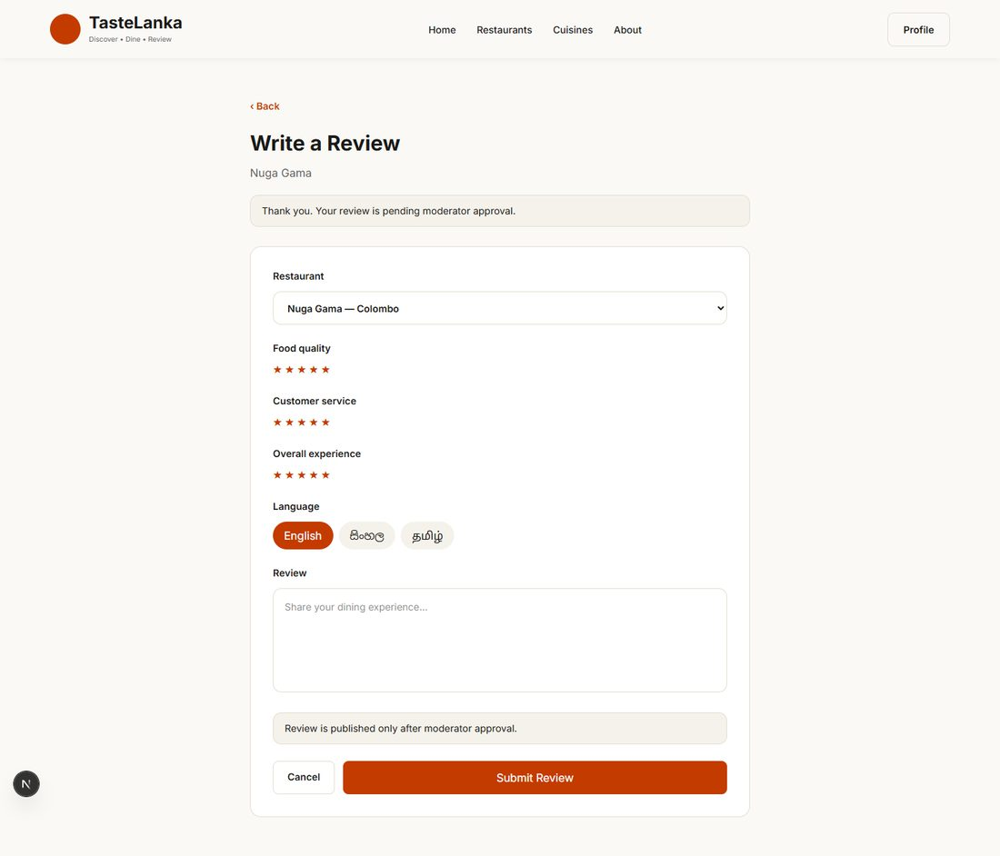 TasteLanka
Discover • Dine • Review
Home
Restaurants
Cuisines
About
Profile
‹ Back
Write a Review
Nuga Gama
Thank you. Your review is pending moderator approval.
Restaurant
Nuga Gama — Colombo
Food quality
★ ★ ★ ★ ★
Customer service
★ ★ ★ ★ ★
Overall experience
★ ★ ★ ★ ★
Language
English
සිංහල
தமிழ்
Review
Share your dining experience...
Review is published only after moderator approval.
Cancel
Submit Review
N